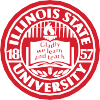 ILLINOIS STATE
18 57
Gladly
we learn
and teach
UNIVERSITY